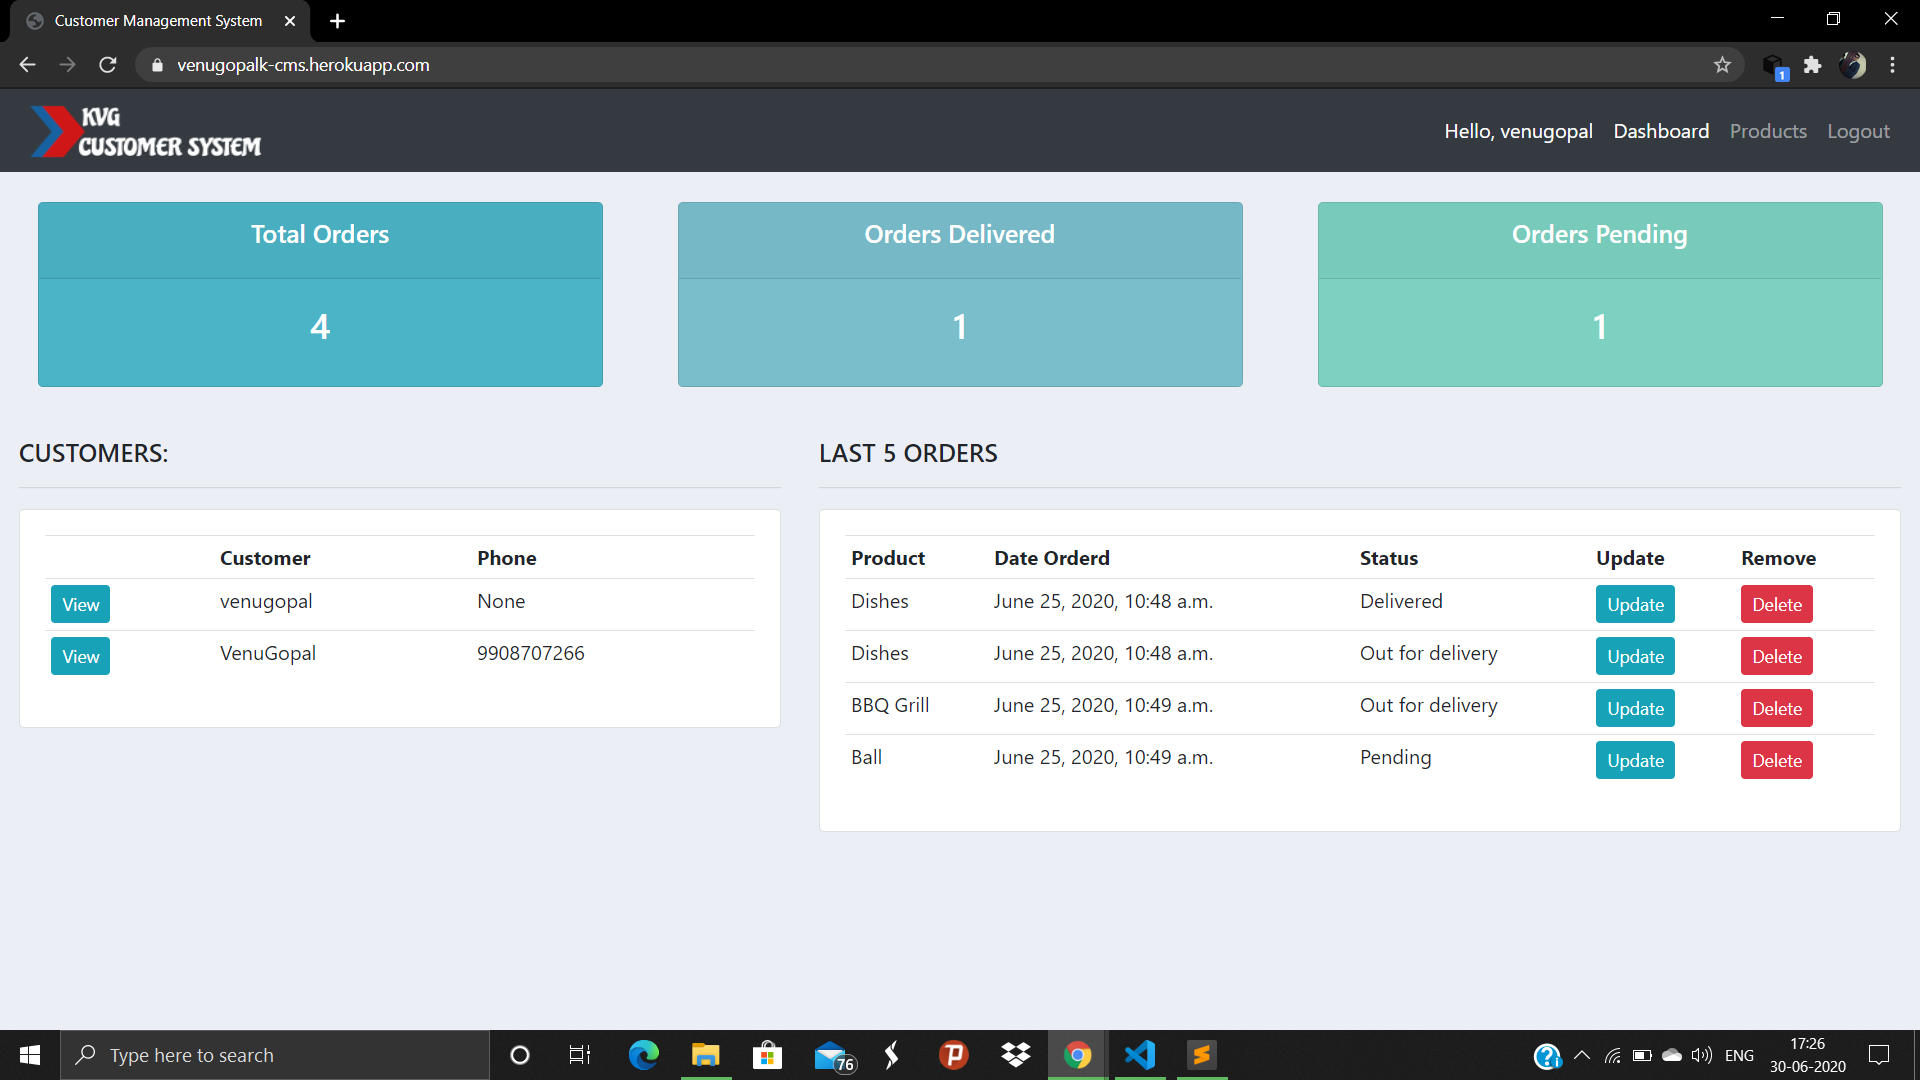 Customer Management System
venugopalk-cms.herokuapp.com
1
KVG
CUSTOMER SYSTEM
Hello, venugopal Dashboard Products Logout
Total Orders
4
Orders Delivered
1
Orders Pending
1
CUSTOMERS:
Customer Phone
View venugopal None
View VenuGopal 9908707266
LAST 5 ORDERS
Product Date Orderd Status Update Remove
Dishes June 25, 2020, 10:48 a.m. Delivered Update Delete
Dishes June 25, 2020, 10:48 a.m. Out for delivery Update Delete
BBQ Grill June 25, 2020, 10:49 a.m. Out for delivery Update Delete
Ball June 25, 2020, 10:49 a.m. Pending Update Delete
Type here to search
76
ENG
17:26
30-06-2020